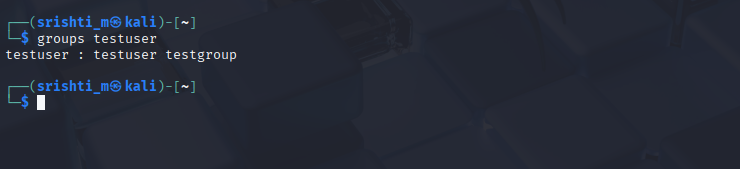 ┌──(srishti_m㉿kali)-[~]
└─$ groups testuser
testuser : testuser testgroup
┌──(srishti_m㉿kali)-[~]
└─$